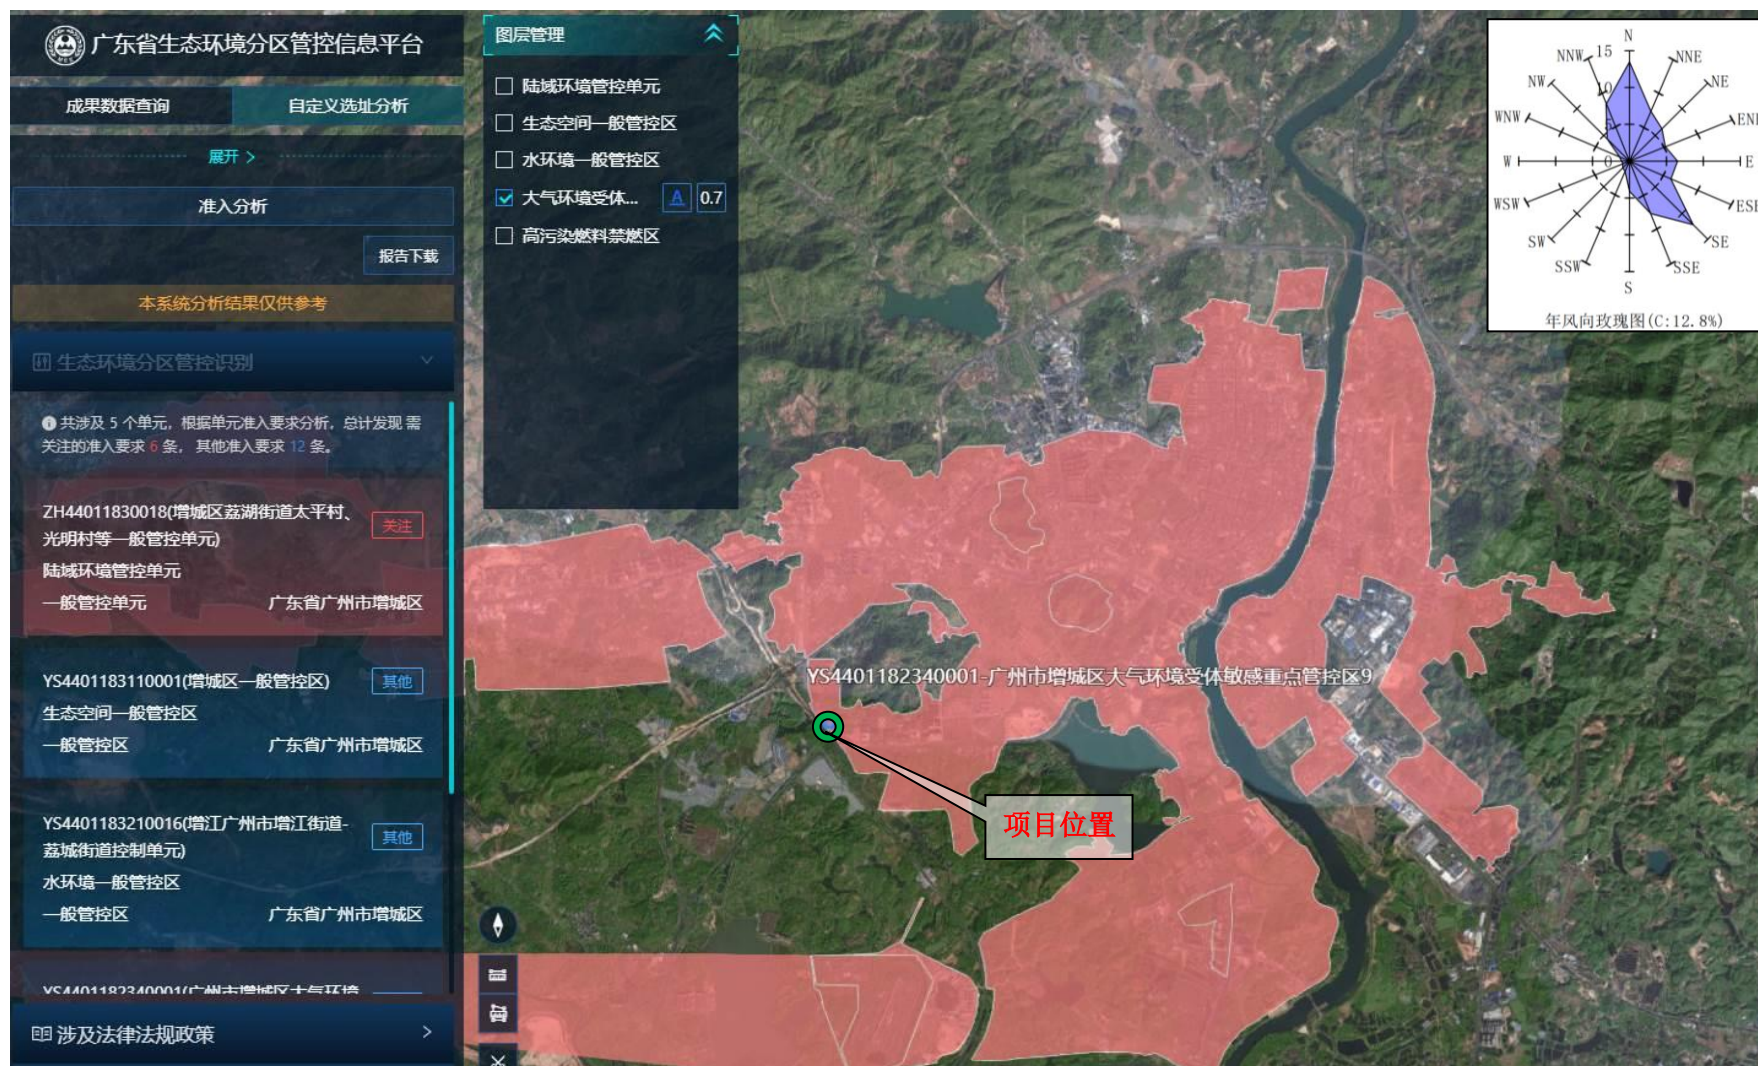 广东省生态环境分区管控信息平台
成果数据查询
自定义选址分析
展开 >
准入分析
报告下载
本系统分析结果仅供参考
生态环境分区管控识别
共涉及 5 个单元，根据单元准入要求分析，总计发现 需
关注的准入要求 6 条， 其他准入要求 12 条。
ZH44011830018(增城区荔湖街道太平村、
光明村等一般管控单元)
关注
陆域环境管控单元
一般管控单元
广东省广州市增城区
YS4401183110001(增城区一般管控区)
其他
生态空间一般管控区
一般管控区
广东省广州市增城区
YS4401183210016(增江广州市增江街道-
荔城街道控制单元)
其他
水环境一般管控区
一般管控区
广东省广州市增城区
YS4401182340001(广州市增城区大气环境
涉及法律法规政策
图层管理
陆域环境管控单元
生态空间一般管控区
水环境一般管控区
大气环境受体...
A
0.7
高污染燃料禁燃区
YS4401182340001-广州市增城区大气环境受体敏感重点管控区9
项目位置
N
NNE
NE
E
SE
SSE
S
SSW
SW
WSW
W
WNW
NW
NNW
15
10
5
0
年风向玫瑰图(C:12.8%)